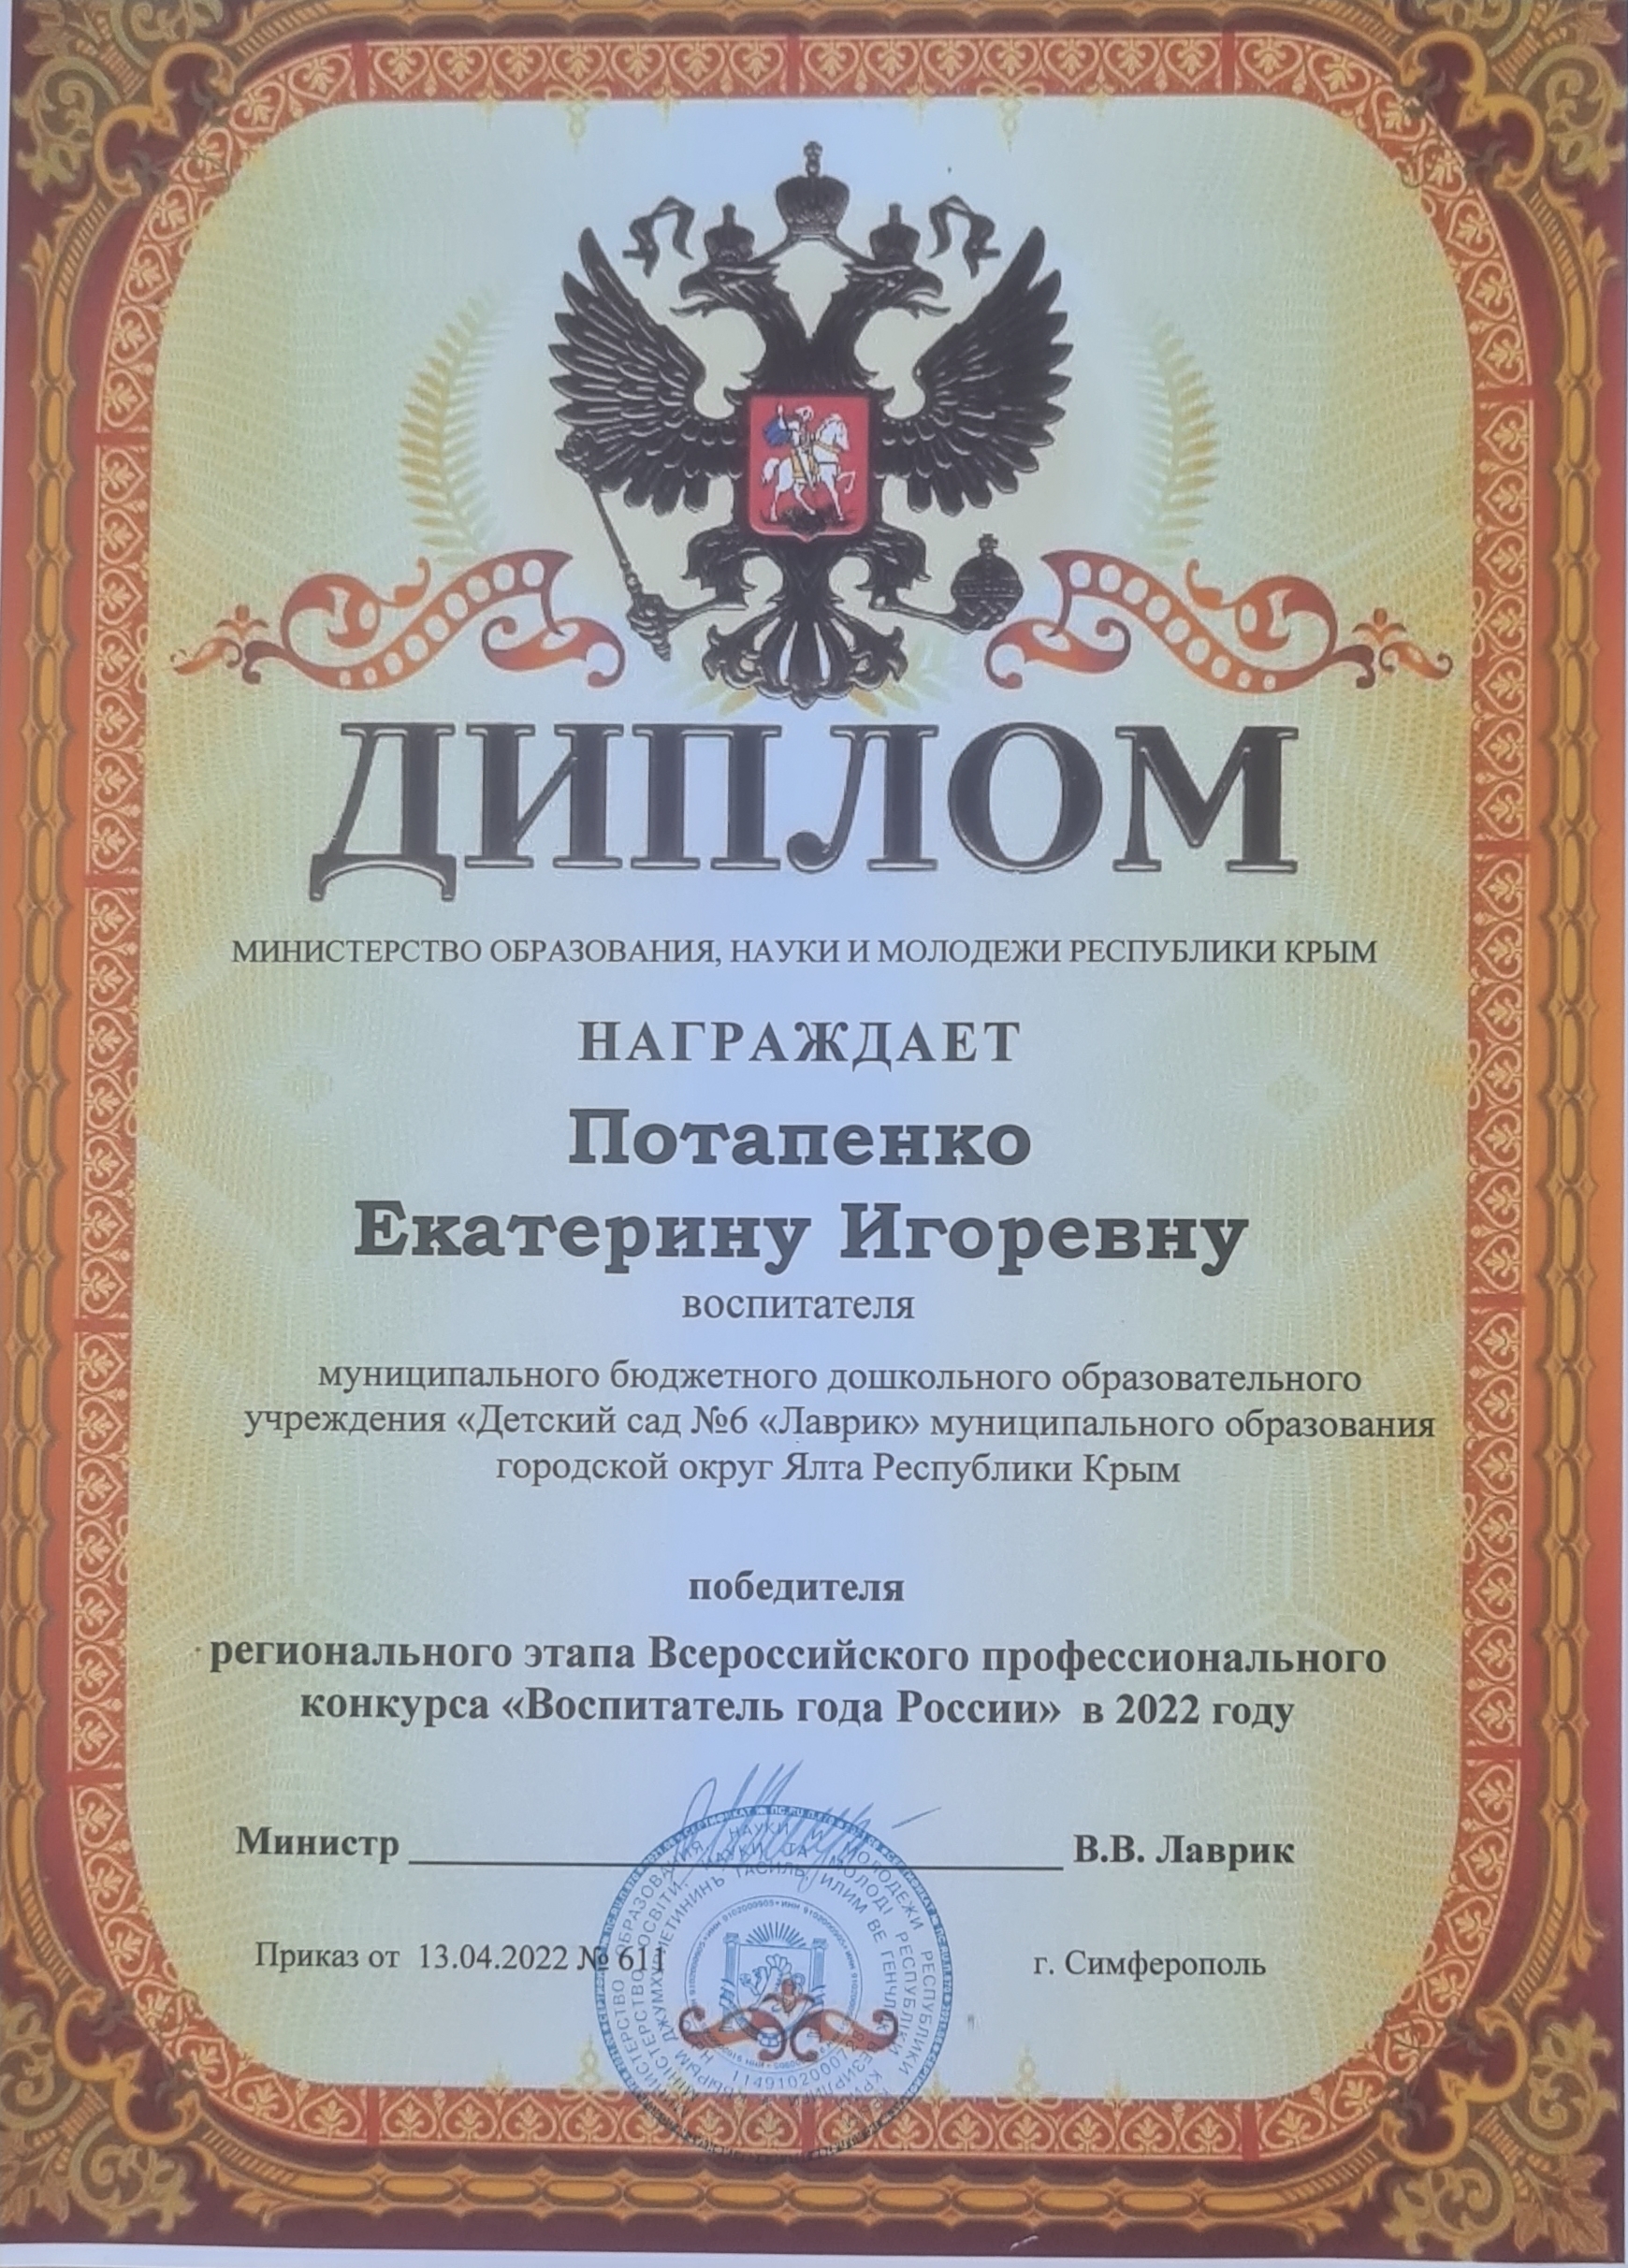 ДИПЛОМ
МИНИСТЕРСТВО ОБРАЗОВАНИЯ, НАУКИ И МОЛОДЕЖИ РЕСПУБЛИКИ КРЫМ
НАГРАЖДАЕТ
Потапенко
Екатерину Игоревну
воспитателя
муниципального бюджетного дошкольного образовательного
учреждения «Детский сад №6 «Лаврик» муниципального образования
городской округ Ялта Республики Крым
победителя
регионального этапа Всероссийского профессионального
конкурса «Воспитатель года России» в 2022 году
Министр В.В. Лаврик
Приказ от 13.04.2022 № 611 г. Симферополь